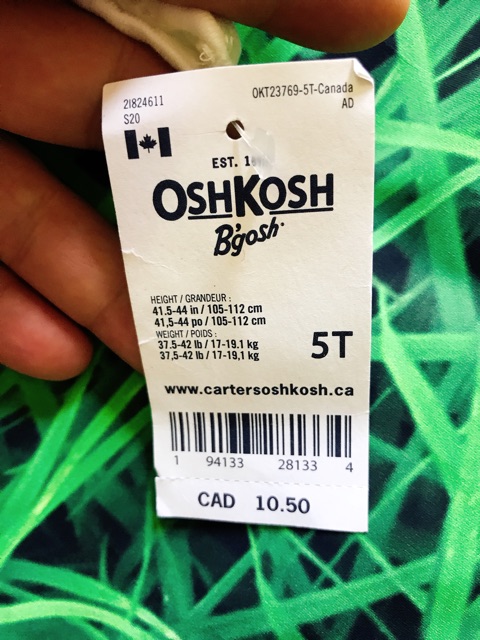 2I824611
S20
OKT23769-5T-Canada
AD
EST.
OSHKOSH
B'gosh
HEIGHT / GRANDEUR :
41.5-44 in / 105-112 cm
41,5-44 po / 105-112 cm
WEIGHT / POIDS :
37.5-42 lb / 17-19.1 kg
37,5-42 lb / 17-19,1 kg
5T
www.cartersoshkosh.ca
1 94133 28133 4
CAD 10.50